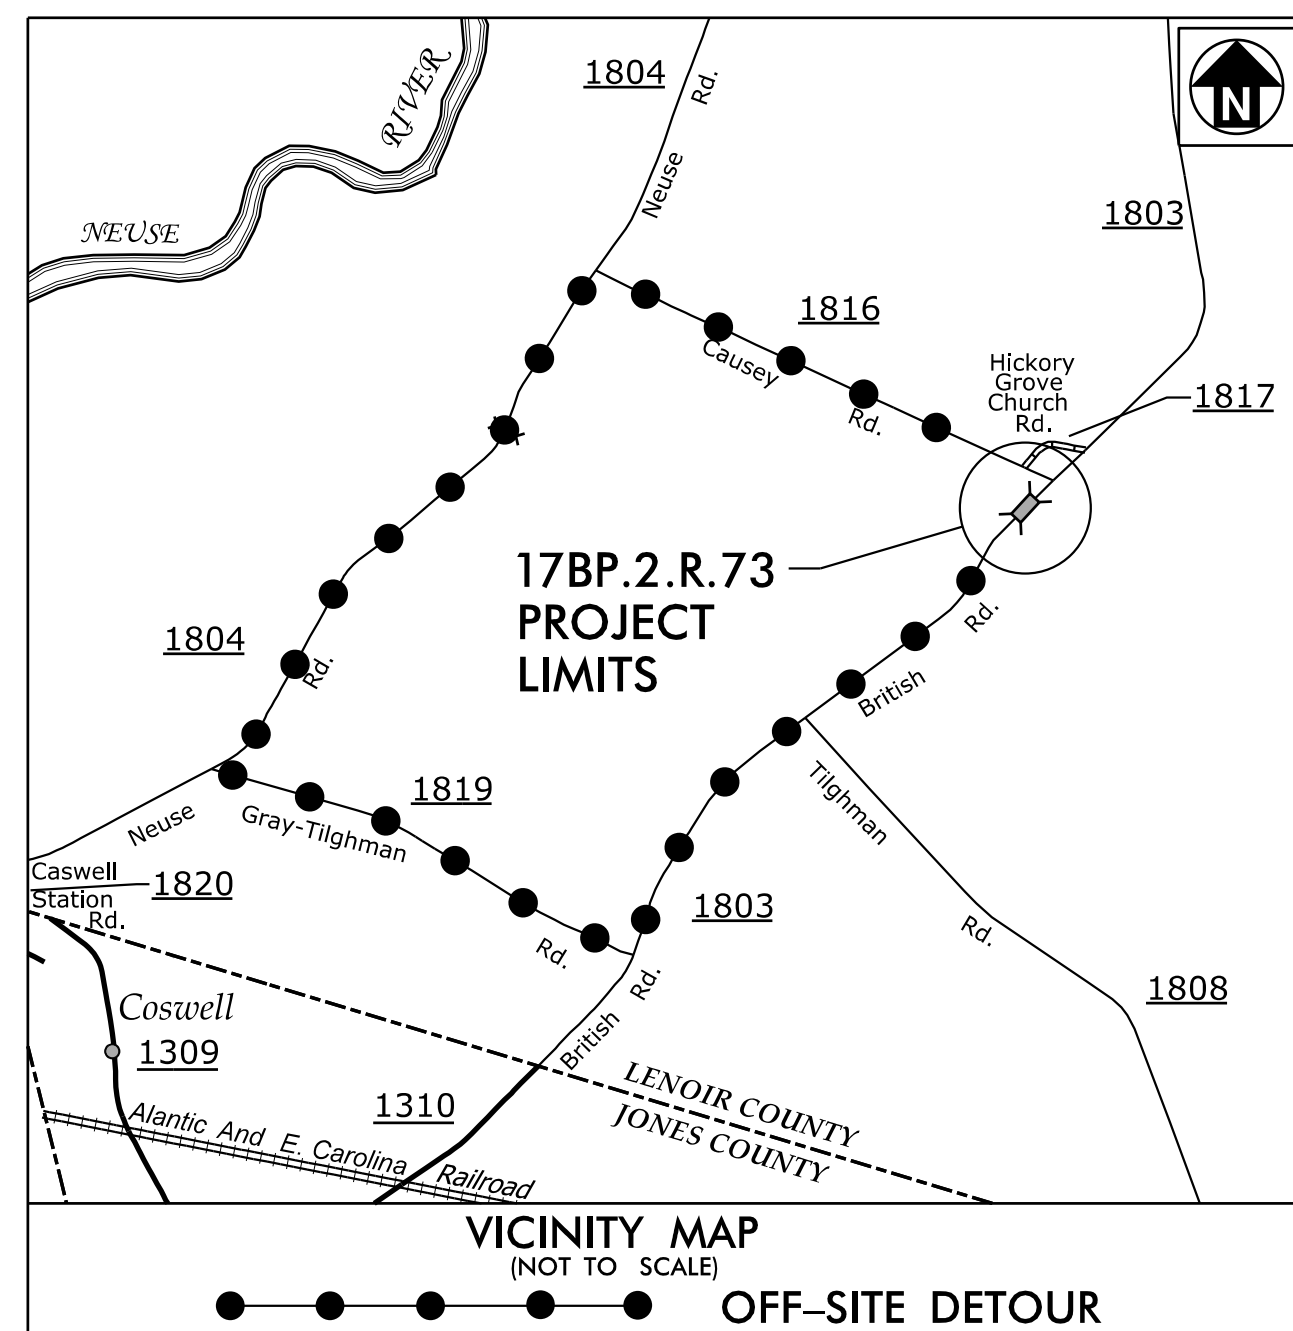 1804
Rd.
RIVER
N
Neuse
1803
NEUSE
1816
Causey
Hickory
Grove
Church
Rd.
1817
Rd.
17BP.2.R.73
PROJECT
LIMITS
Rd.
1804
Rd.
British
1819
Tilghman
Neuse
Gray-Tilghman
Caswell
1820
Station
Rd.
1803
Rd.
Rd.
Rd.
1808
Coswell
British
1309
LENOIR COUNTY
1310
JONES COUNTY
Alantic And E. Carolina Railroad
VICINITY MAP
(NOT TO SCALE)
OFF–SITE DETOUR